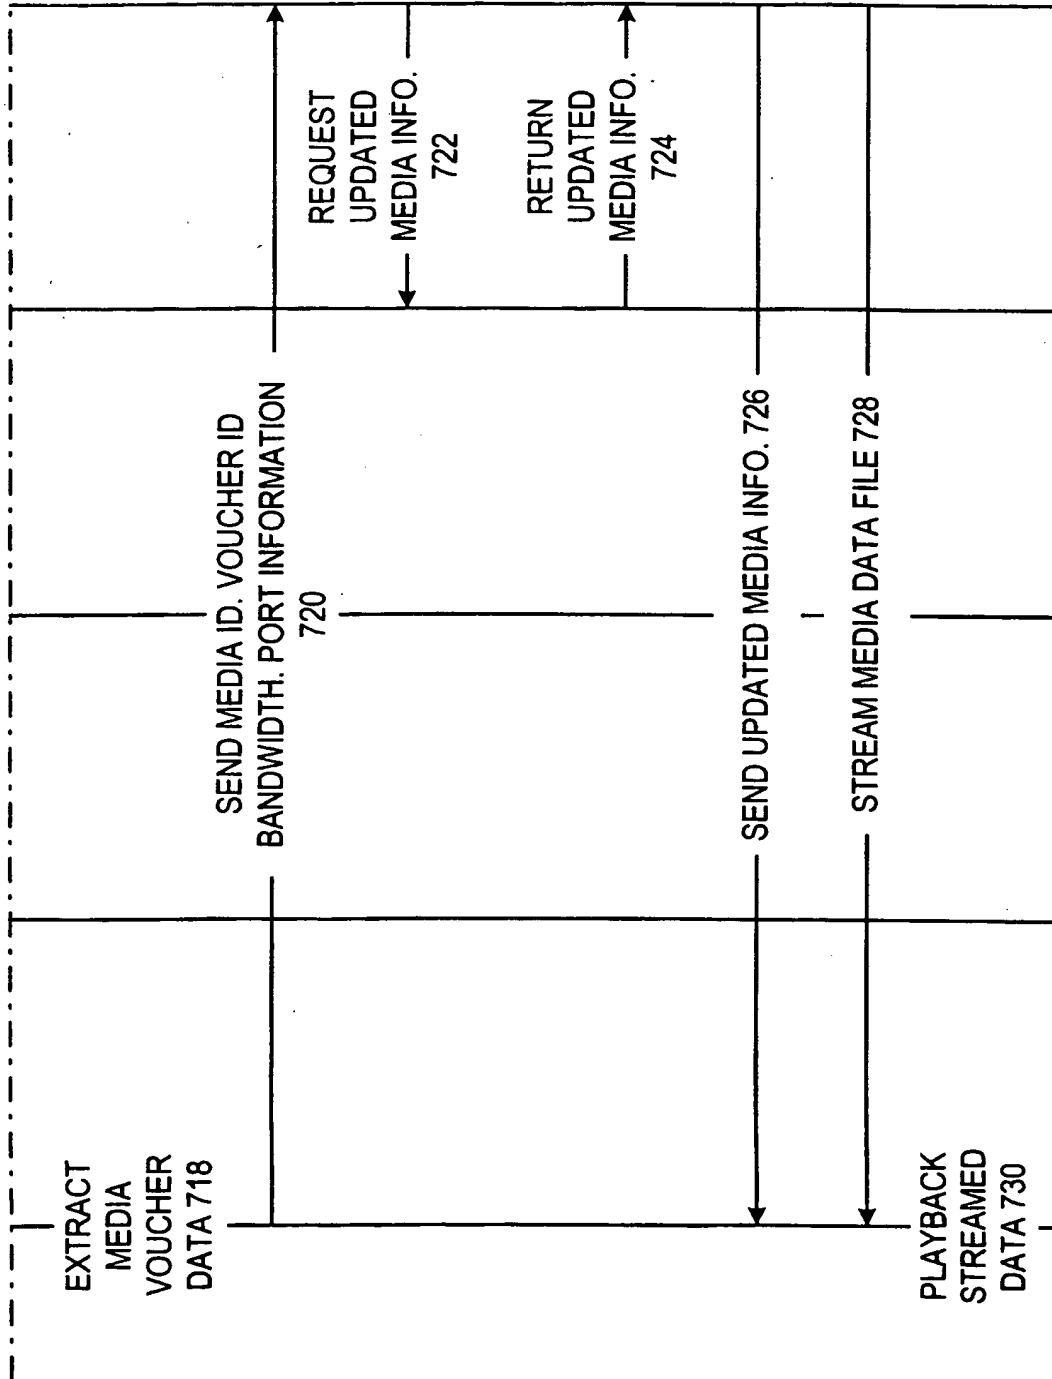 EXTRACT
MEDIA
VOUCHER
DATA 718
SEND MEDIA ID. VOUCHER ID
BANDWIDTH. PORT INFORMATION
720
REQUEST
UPDATED
MEDIA INFO.
722
RETURN
UPDATED
MEDIA INFO.
724
SEND UPDATED MEDIA INFO. 726
STREAM MEDIA DATA FILE 728
PLAYBACK
STREAMED
DATA 730